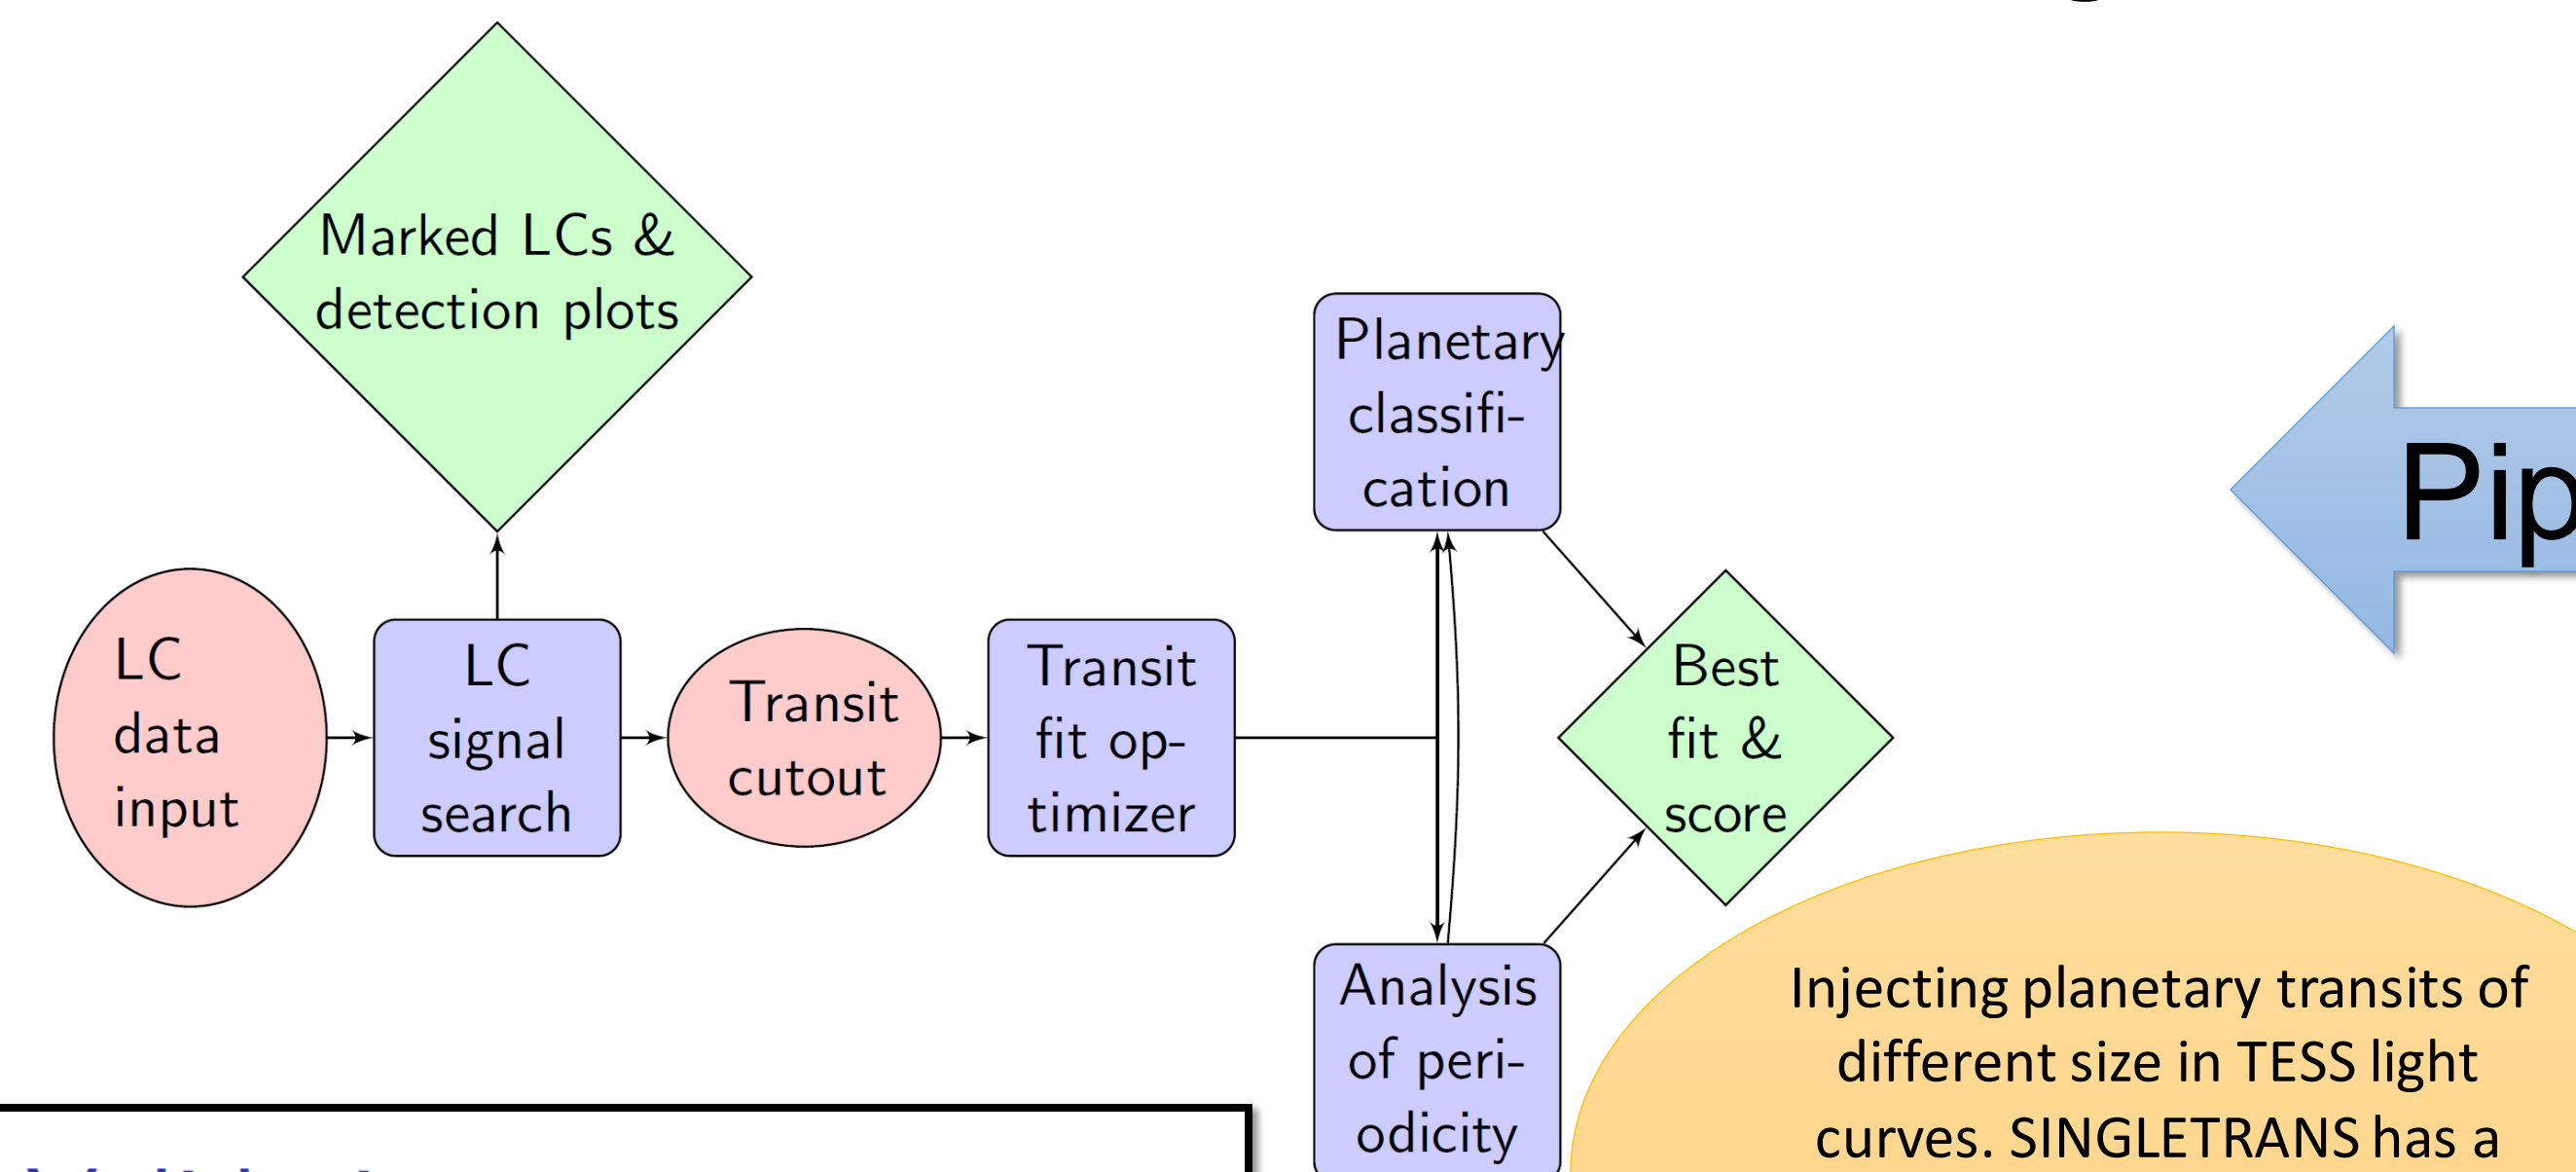 Marked LCs &
detection plots
LC
data
input
LC
signal
search
Transit
cutout
Transit
fit op-
timizer
Planetary
classifi-
cation
Analysis
of peri-
odicity
Best
fit &
score
Injecting planetary transits of
different size in TESS light
curves. SINGLETRANS has a